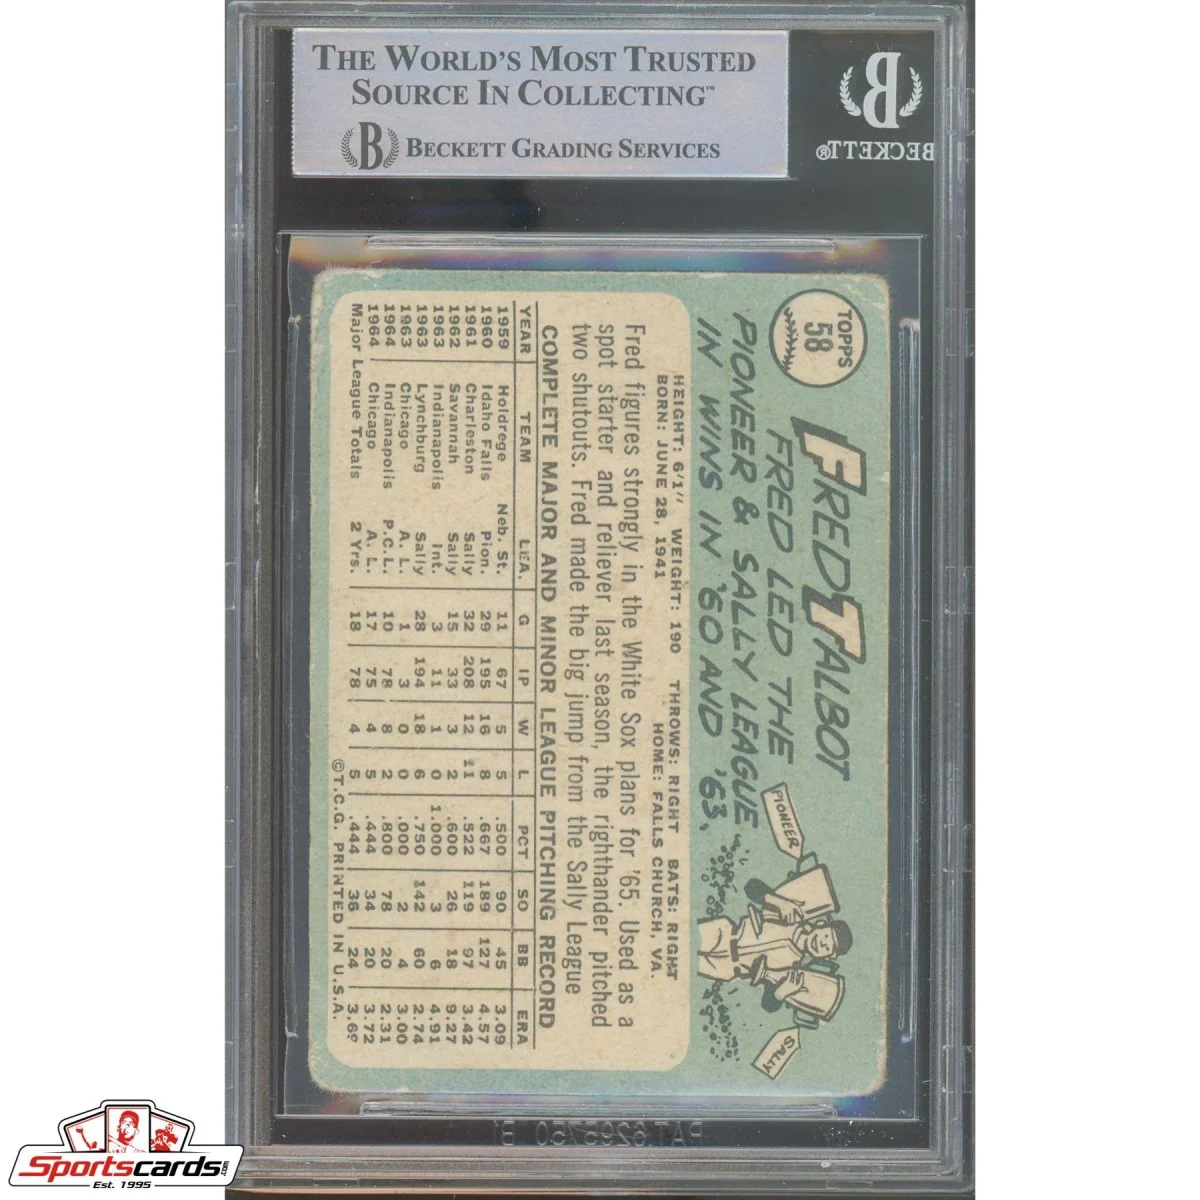 THE WORLD'S MOST TRUSTED
SOURCE IN COLLECTING™
B BECKETT GRADING SERVICES
B
BECKETT®
TOPPS
58
FRED TALBOT
FRED LED THE
PIONEER & SALLY LEAGUE
IN WINS IN '60 AND '63.
PIONEER
SALLY
HEIGHT: 6'1" WEIGHT: 190 THROWS: RIGHT BATS: RIGHT
BORN: JUNE 28, 1941 HOME: FALLS CHURCH, VA.
Fred figures strongly in the White Sox plans for '65. Used as a
spot starter and reliever last season, the righthander pitched
two shutouts. Fred made the big jump from the Sally League
COMPLETE MAJOR AND MINOR LEAGUE PITCHING RECORD
YEAR TEAM LEA. G IP W L PCT SO BB ERA
1959 Holdrege Neb. St. 11 67 5 5 .500 90 45 3.09
1960 Idaho Falls Pion. 29 195 16 8 .667 189 127 4.57
1961 Charleston Sally 32 208 12 11 .522 119 97 3.42
1962 Savannah Sally 15 33 3 2 .600 26 18 9.27
1963 Indianapolis Int. 3 11 1 0 1.000 3 6 4.91
1963 Lynchburg Sally 28 194 18 6 .750 142 60 2.74
1963 Chicago A. L. 1 3 0 0 .000 2 4 3.00
1964 Indianapolis P.C.L. 10 78 8 2 .800 78 20 2.31
1964 Chicago A. L. 17 75 4 5 .444 34 20 3.72
Major League Totals 2 Yrs. 18 78 4 5 .444 36 24 3.69
©T.C.G. PRINTED IN U.S.A.
PAT.6295750 B1
Sportscards.com
Est. 1995